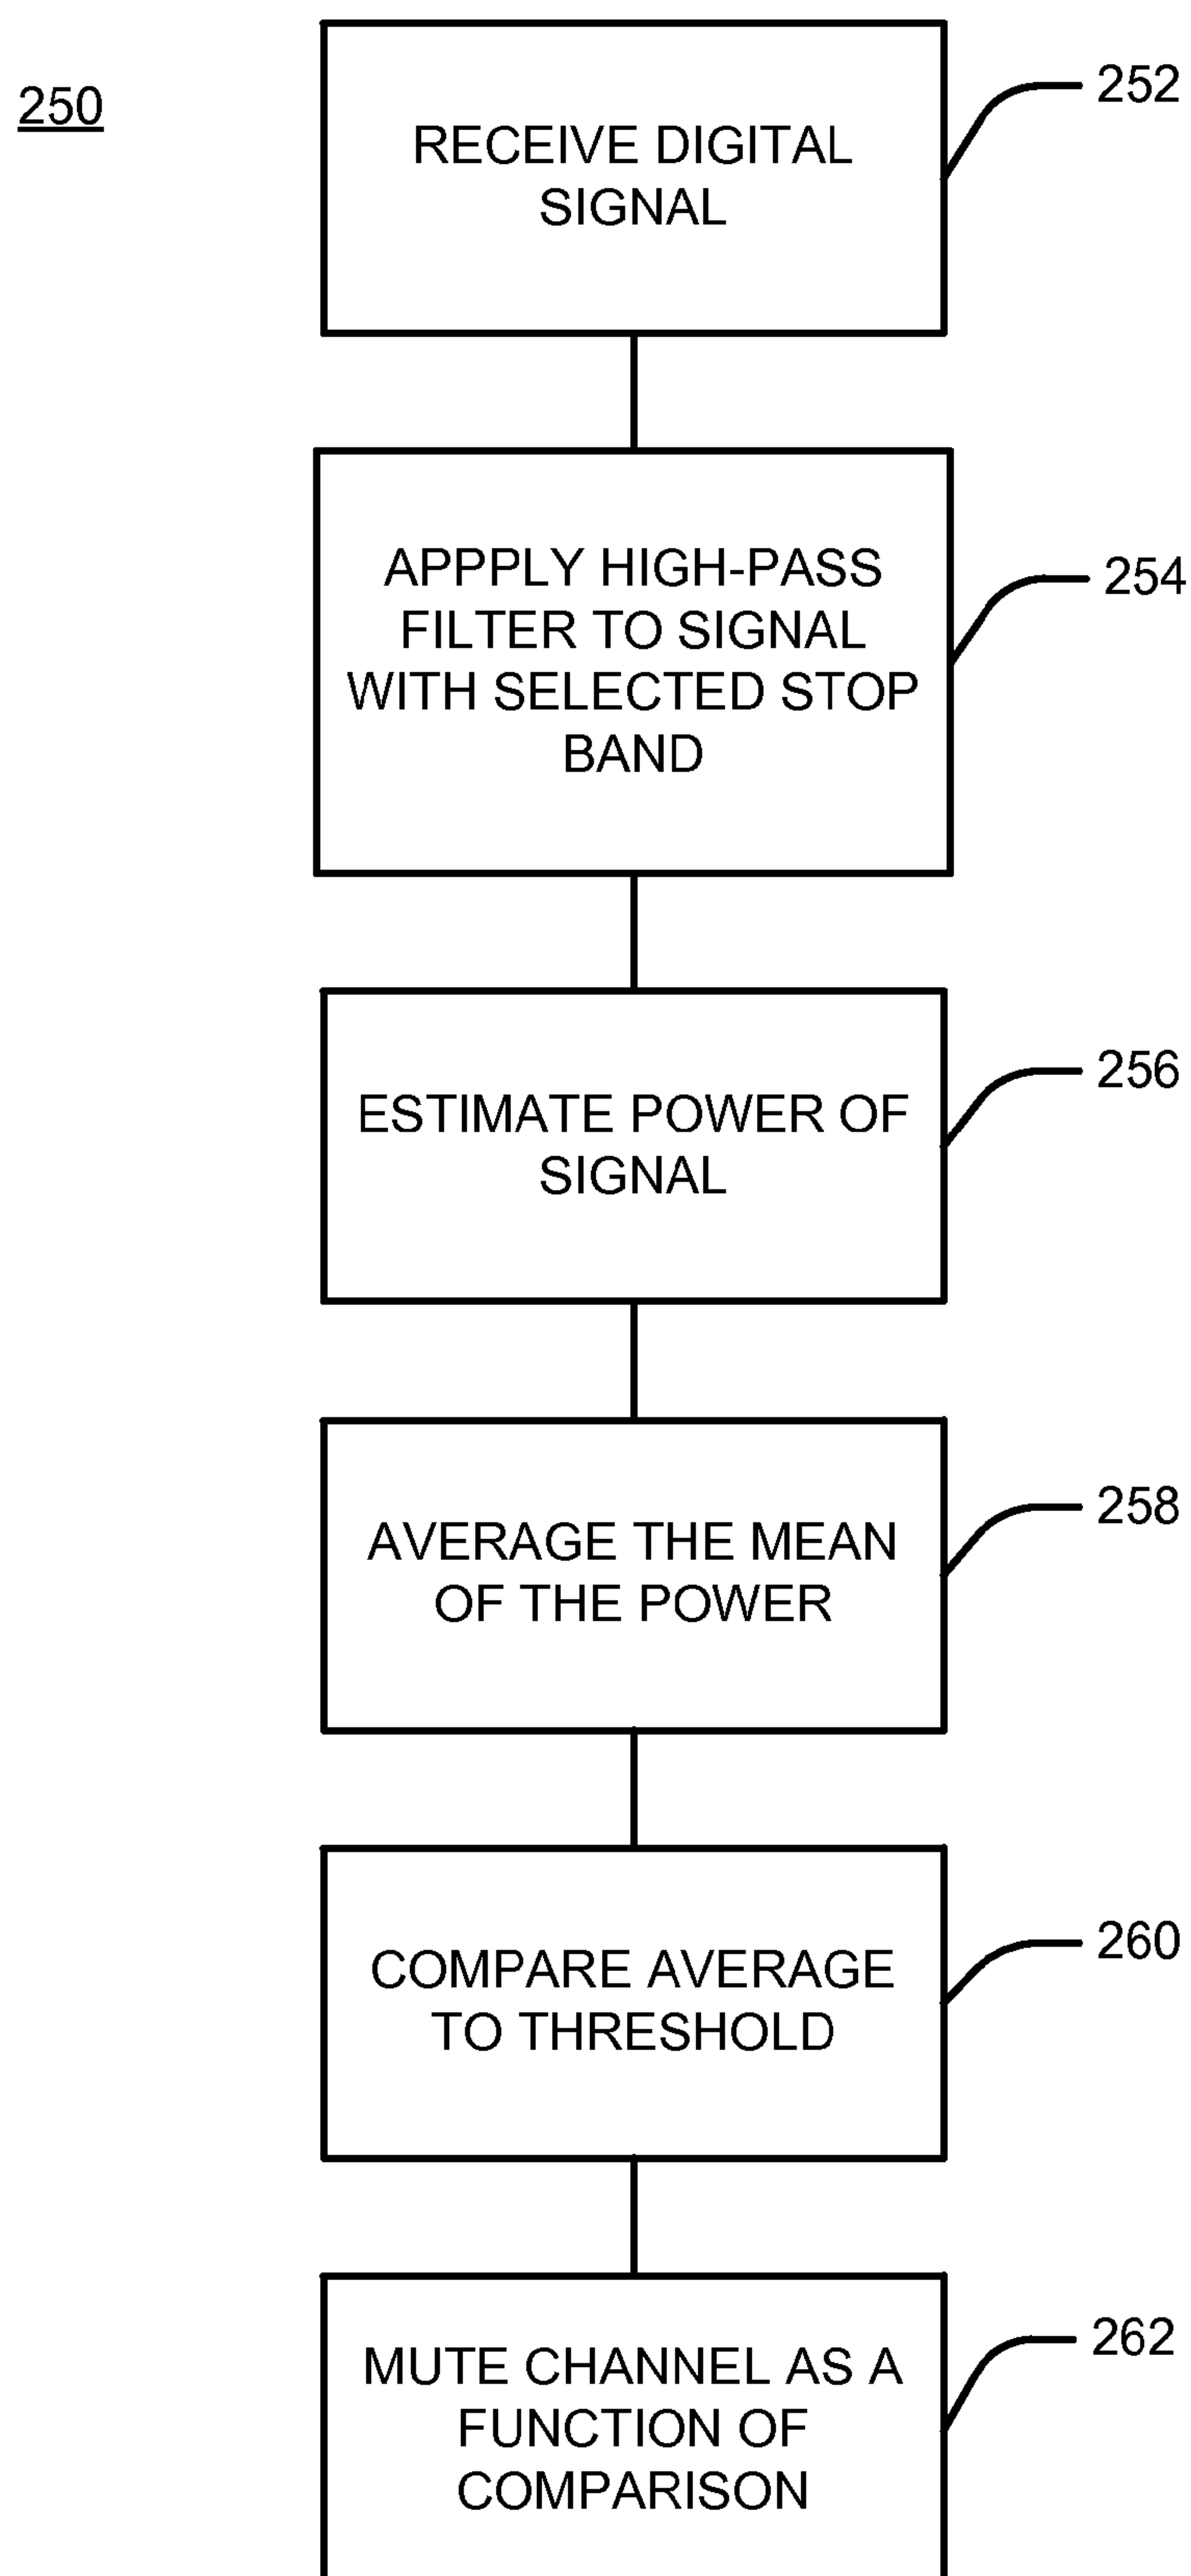 250
252
RECEIVE DIGITAL
SIGNAL
254
APPPLY HIGH-PASS
FILTER TO SIGNAL
WITH SELECTED STOP
BAND
256
ESTIMATE POWER OF
SIGNAL
258
AVERAGE THE MEAN
OF THE POWER
260
COMPARE AVERAGE
TO THRESHOLD
262
MUTE CHANNEL AS A
FUNCTION OF
COMPARISON